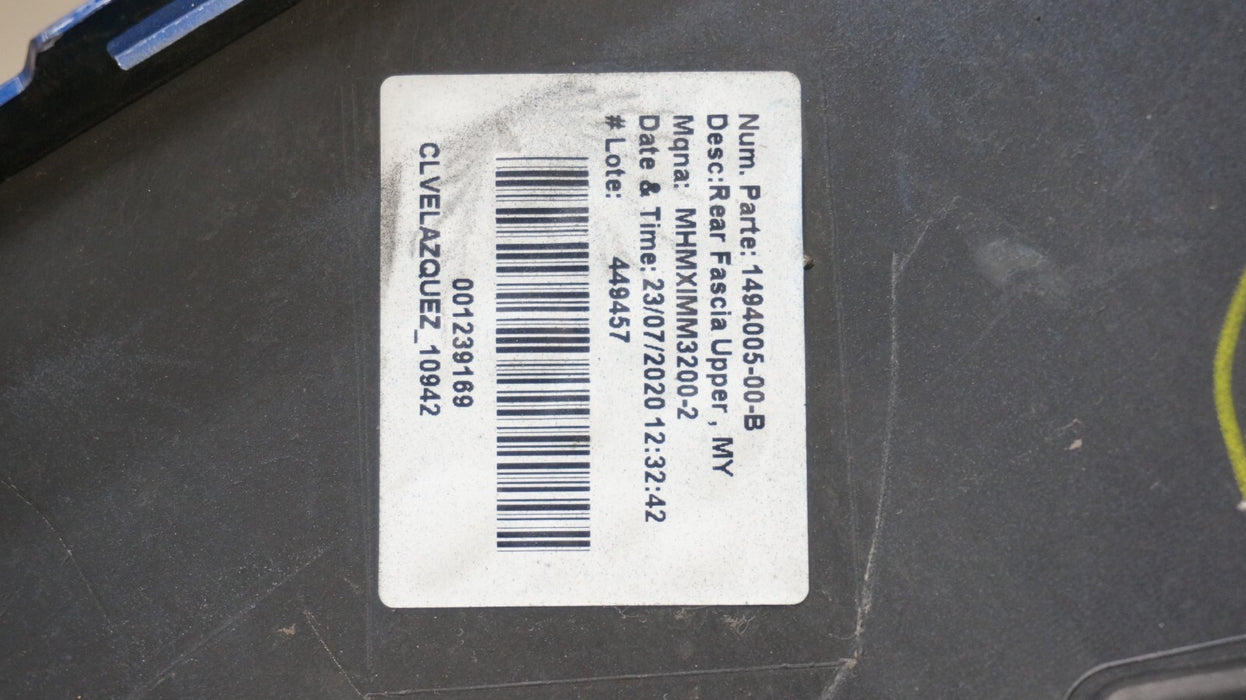 Num. Parte: 1494005-00-B
Desc:Rear Fascia Upper , MY
Mqna: MHMXIMM3200-2
Date & Time: 23/07/2020 12:32:42
# Lote: 449457
001239169
CLVELAZQUEZ_10942